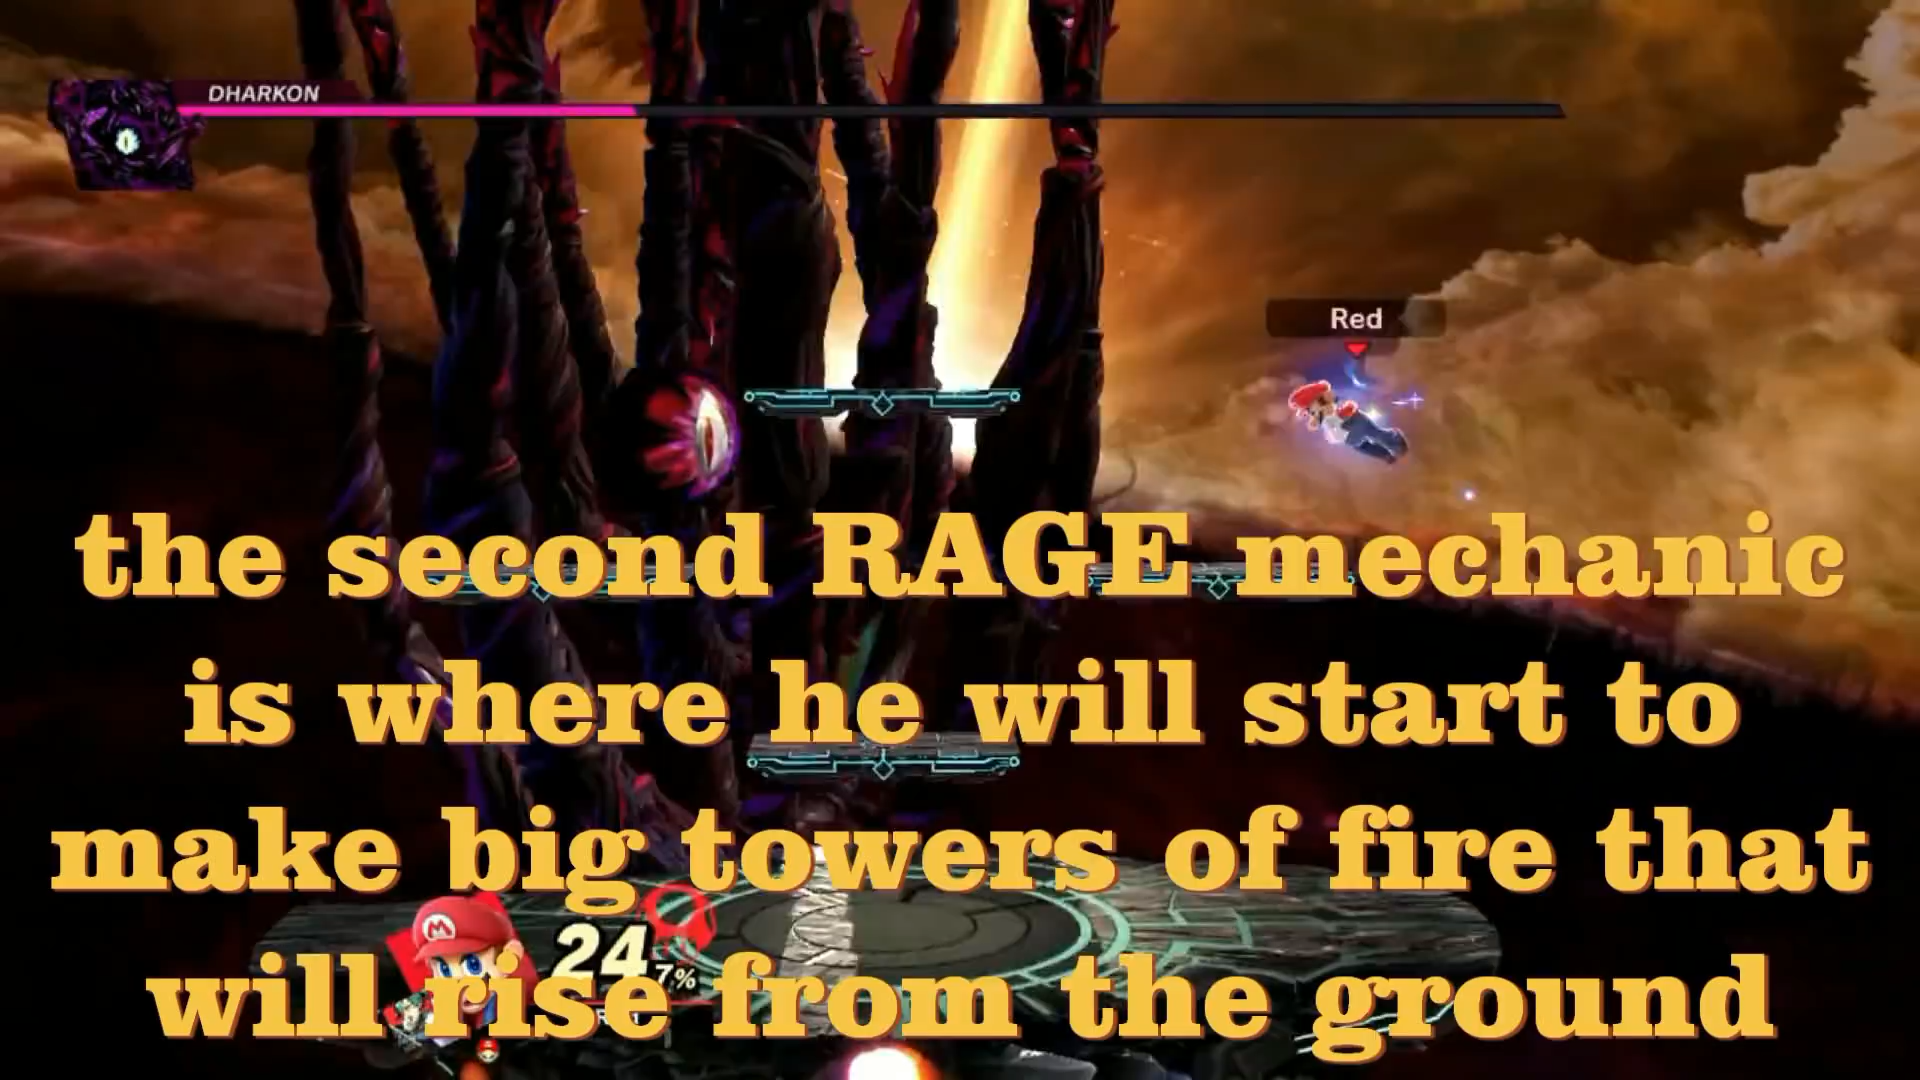 DHARKON
Red
the second RAGE mechanic
is where he will start to
make big towers of fire that
24.7%
will rise from the ground